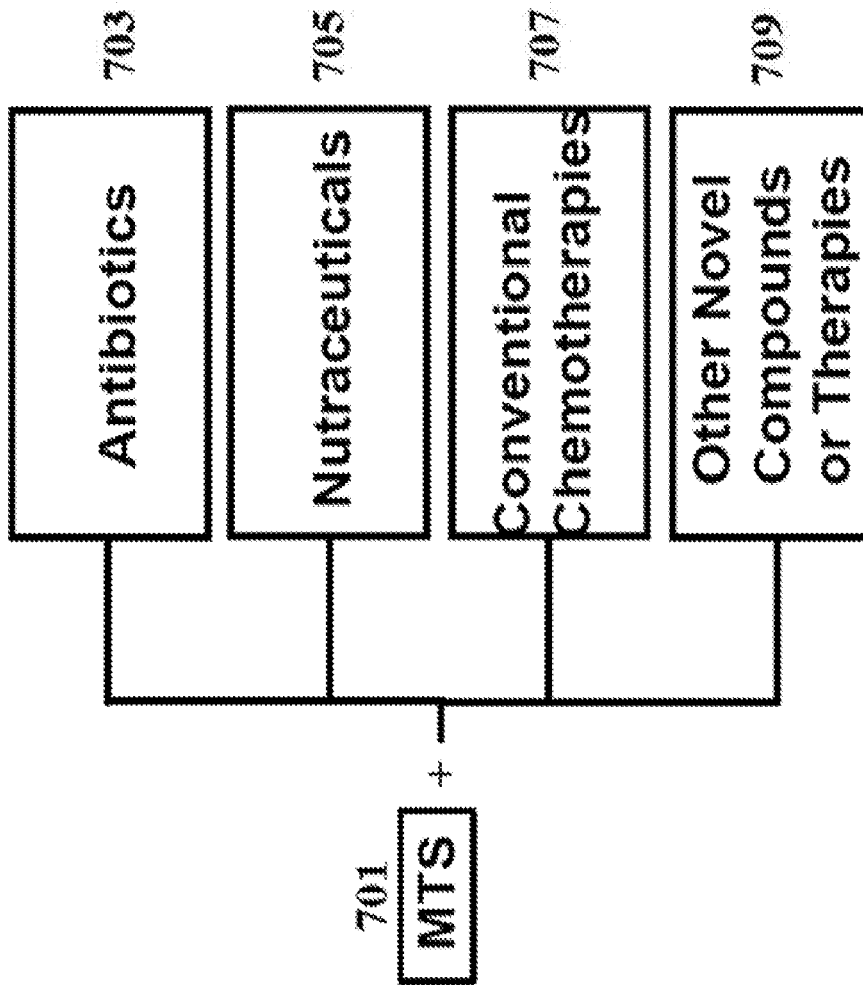 701
MTS +
Antibiotics 703
Nutraceuticals 705
Conventional
Chemotherapies 707
Other Novel
Compounds 709
or Therapies